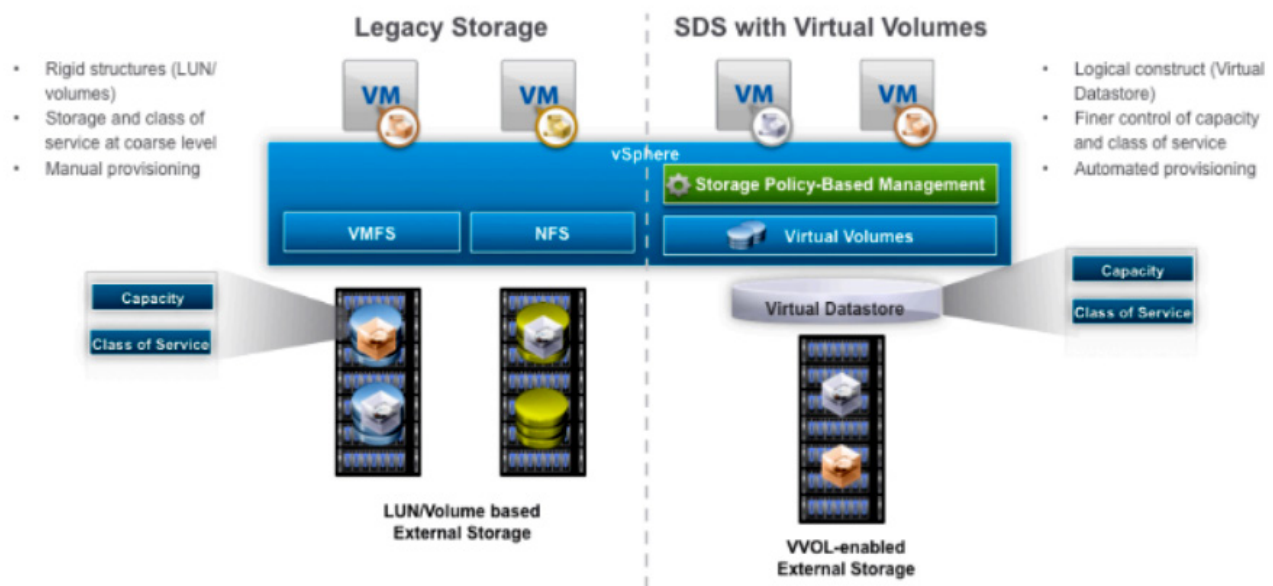 Legacy Storage
SDS with Virtual Volumes
• Rigid structures (LUN/
volumes)
• Storage and class of
service at coarse level
• Manual provisioning
VM
VM
VM
VM
• Logical construct (Virtual
Datastore)
• Finer control of capacity
and class of service
• Automated provisioning
vSphere
Storage Policy-Based Management
VMFS
NFS
Virtual Volumes
Capacity
Class of Service
Virtual Datastore
Capacity
Class of Service
LUN/Volume based
External Storage
VVOL-enabled
External Storage